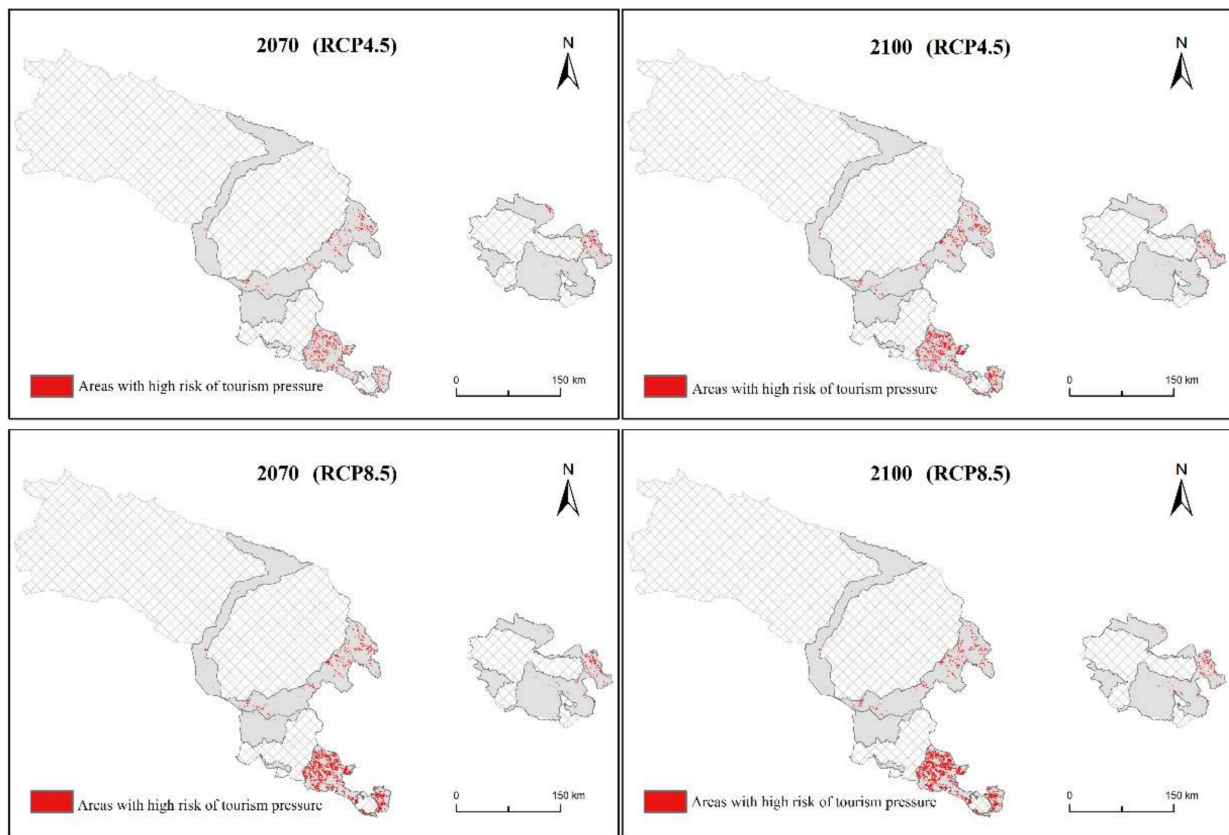 2070 (RCP4.5)
N
Areas with high risk of tourism pressure
0 150 km
2100 (RCP4.5)
N
Areas with high risk of tourism pressure
0 150 km
2070 (RCP8.5)
N
Areas with high risk of tourism pressure
0 150 km
2100 (RCP8.5)
N
Areas with high risk of tourism pressure
0 150 km